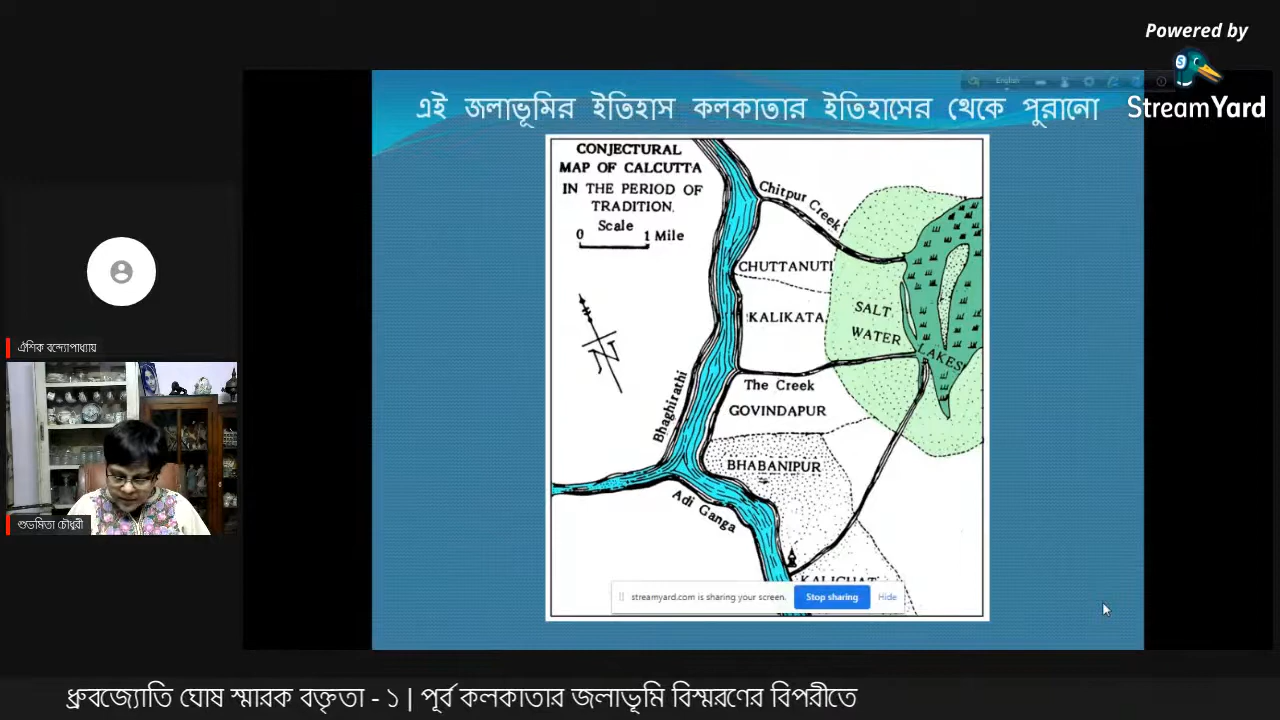 Powered by
StreamYard
English
এই জলাভূমির ইতিহাস কলকাতার ইতিহাসের থেকে পুরানো
CONJECTURAL
MAP OF CALCUTTA
IN THE PERIOD OF
TRADITION.
Scale
0 1 Mile
N
Chitpur Creek
CHUTTANUTI
KALIKATA
SALT
WATER
LAKES
The Creek
GOVINDAPUR
Bhaghirathi
BHABANIPUR
Adi Ganga
KALIGHAT
streamyard.com is sharing your screen.
Stop sharing
Hide
ঐশিক বন্দ্যোপাধ্যায়
শুভমিতা চৌধুরী
ধ্রুবজ্যোতি ঘোষ স্মারক বক্তৃতা - ১ | পূর্ব কলকাতার জলাভূমি বিস্মরণের বিপরীতে